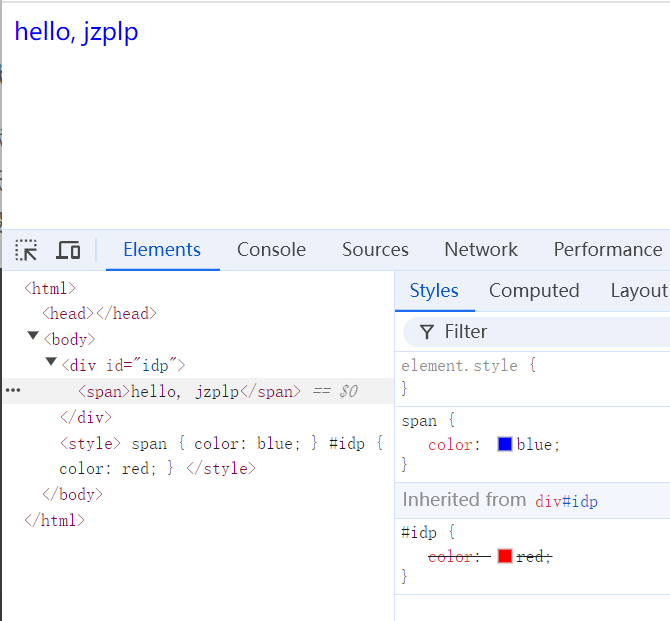 hello, jzplp
Elements Console Sources Network Performance
<html>
<head></head>
<body>
<div id="idp">
<span>hello, jzplp</span> == $0
</div>
<style> span { color: blue; } #idp {
color: red; } </style>
</body>
</html>
Styles Computed Layout
Filter
element.style {
}
span {
color: blue;
}
Inherited from div#idp
#idp {
color: red;
}